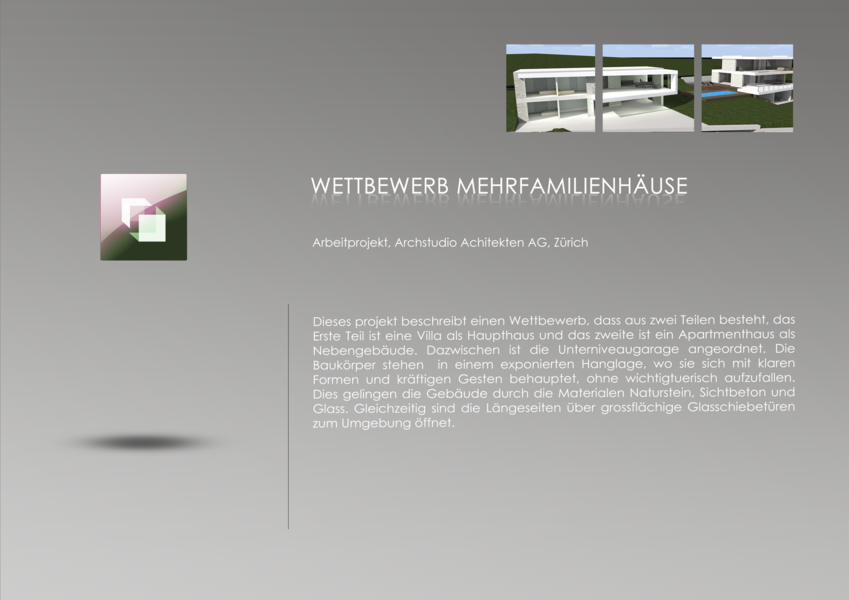 WETTBEWERB MEHRFAMILIENHÄUSE
Arbeitprojekt, Archstudio Achitekten AG, Zürich
Dieses projekt beschreibt einen Wettbewerb, dass aus zwei Teilen besteht, das
Erste Teil ist eine Villa als Haupthaus und das zweite ist ein Apartmenthaus als
Nebengebäude. Dazwischen ist die Unterniveaugarage angeordnet. Die
Baukörper stehen in einem exponierten Hanglage, wo sie sich mit klaren
Formen und kräftigen Gesten behauptet, ohne wichtigtuerisch aufzufallen.
Dies gelingen die Gebäude durch die Materialen Naturstein, Sichtbeton und
Glass. Gleichzeitig sind die Längeseiten über grossflächige Glasschiebetüren
zum Umgebung öffnet.